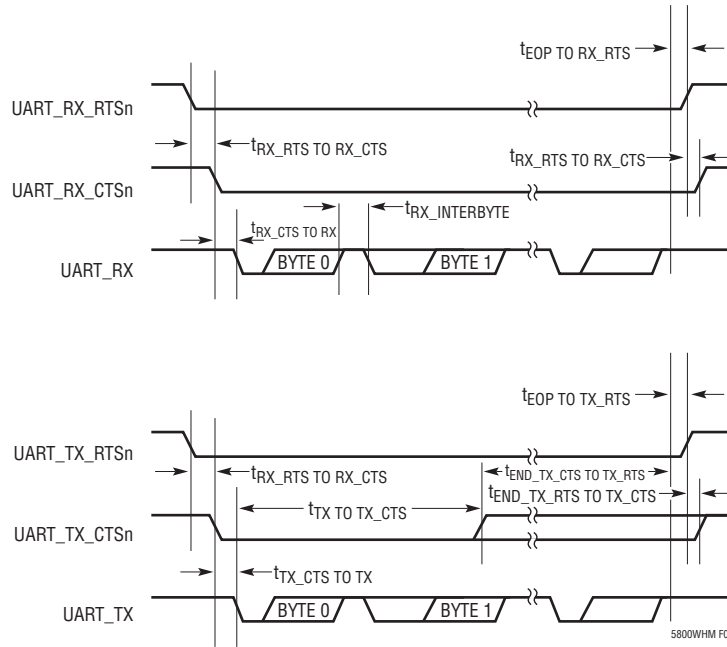 tEOP TO RX_RTS
UART_RX_RTSn
tRX_RTS TO RX_CTS
tRX_RTS TO RX_CTS
UART_RX_CTSn
tRX_INTERBYTE
tRX_CTS TO RX
UART_RX
BYTE 0
BYTE 1
tEOP TO TX_RTS
UART_TX_RTSn
tRX_RTS TO RX_CTS
tEND_TX_CTS TO TX_RTS
tEND_TX_RTS TO TX_CTS
tTX TO TX_CTS
UART_TX_CTSn
tTX_CTS TO TX
UART_TX
BYTE 0
BYTE 1
5800WHM F0